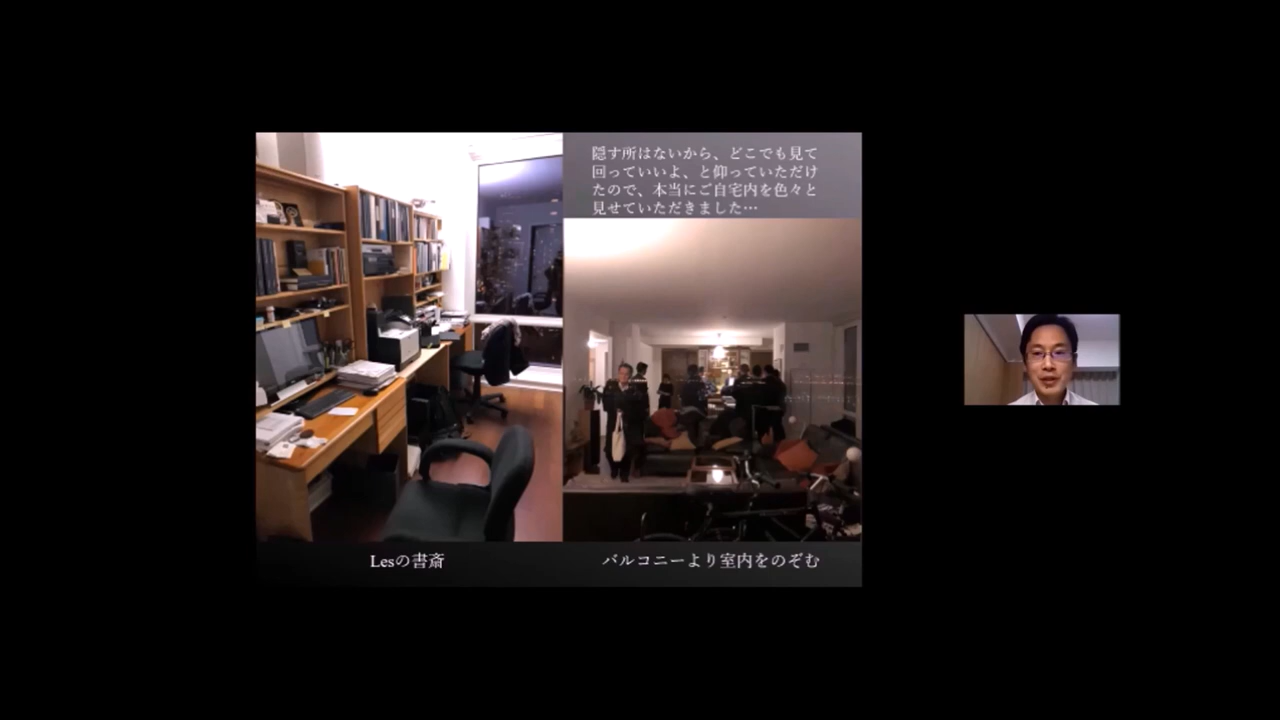 隠す所はないから、どこでも見て
回っていいよ、と仰っていただけ
たので、本当にご自宅内を色々と
見せていただきました…
Lesの書斎
バルコニーより室内をのぞむ